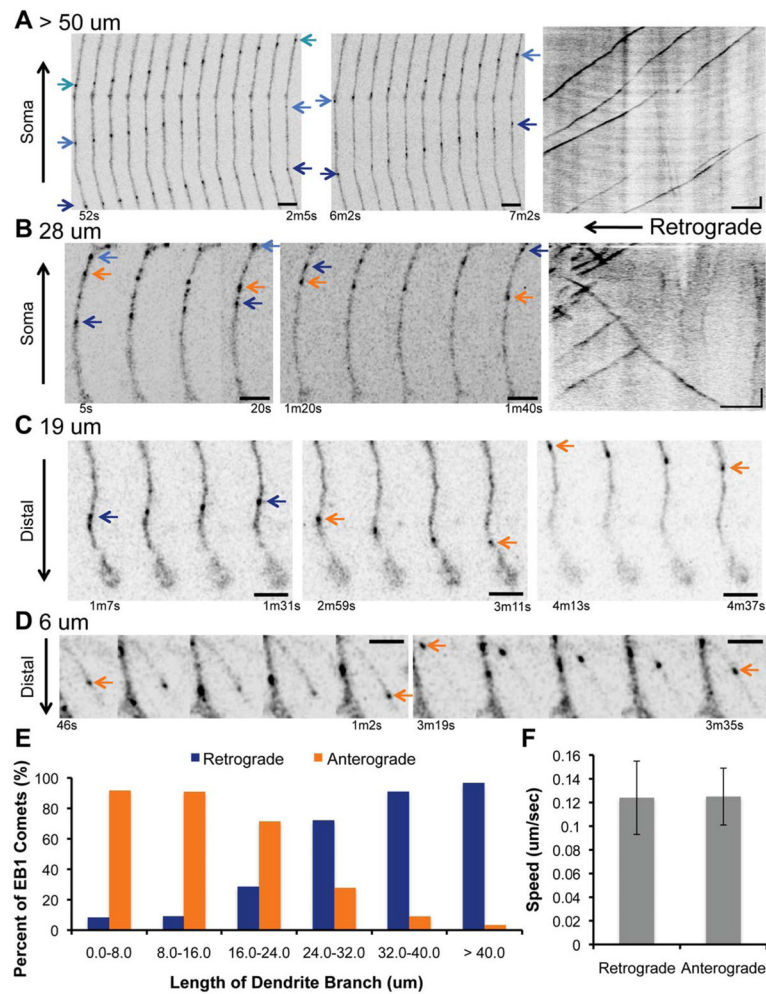 A > 50 um
Soma
52s
2m5s
6m2s
7m2s
Retrograde
B 28 um
Soma
5s
20s
1m20s
1m40s
C 19 um
Distal
1m7s
1m31s
2m59s
3m11s
4m13s
4m37s
D 6 um
Distal
46s
1m2s
3m19s
3m35s
E
Retrograde
Anterograde
Percent of EB1 Comets (%)
100
80
60
40
20
0
0.0-8.0
8.0-16.0
16.0-24.0
24.0-32.0
32.0-40.0
> 40.0
Length of Dendrite Branch (um)
F
Speed (um/sec)
0.16
0.14
0.12
0.1
0.08
0.06
0.04
0.02
0
Retrograde
Anterograde